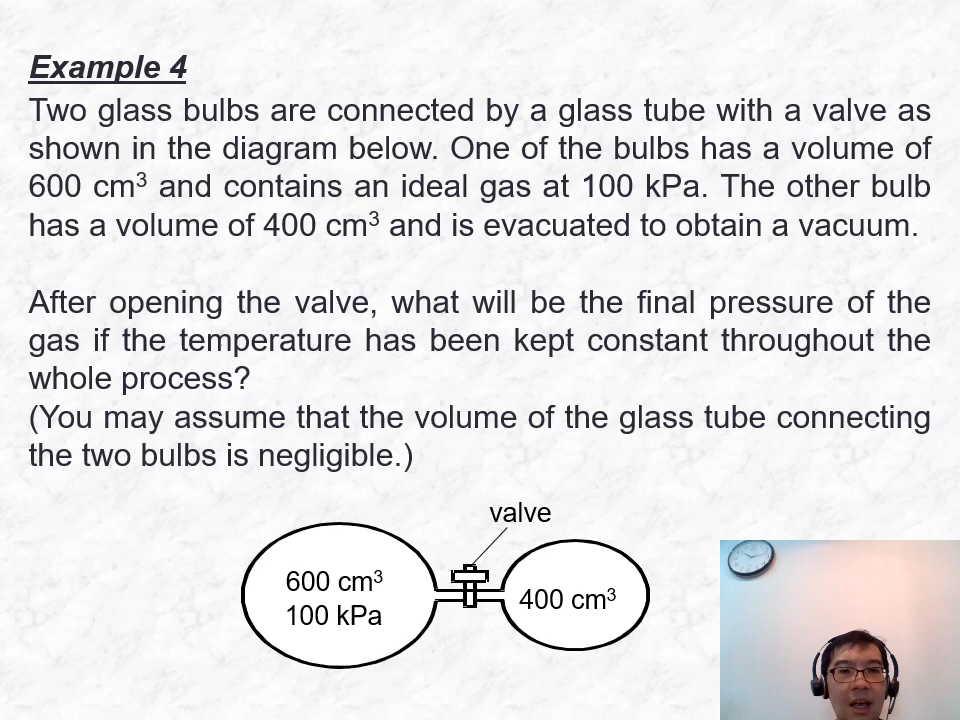 Example 4
Two glass bulbs are connected by a glass tube with a valve as
shown in the diagram below. One of the bulbs has a volume of
600 cm³ and contains an ideal gas at 100 kPa. The other bulb
has a volume of 400 cm³ and is evacuated to obtain a vacuum.
After opening the valve, what will be the final pressure of the
gas if the temperature has been kept constant throughout the
whole process?
(You may assume that the volume of the glass tube connecting
the two bulbs is negligible.)
valve
600 cm³
100 kPa
400 cm³